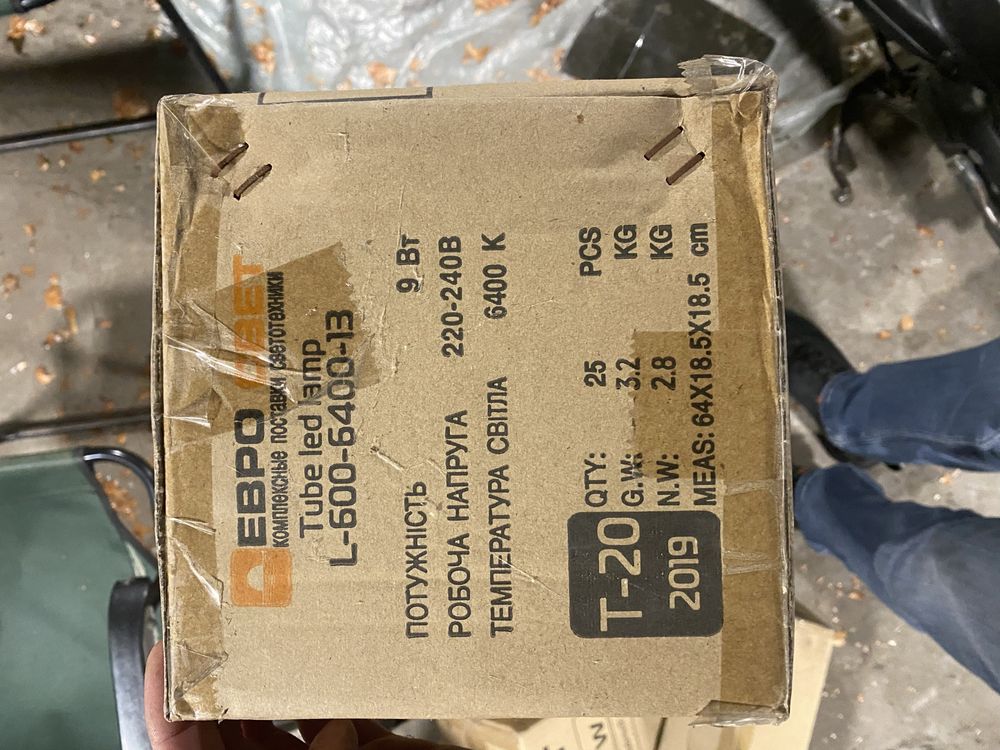 ЕВРО СВЕТ
комплексные поставки светотехники
Tube led lamp
L-600-6400-13
ПОТУЖНІСТЬ 9 Вт
РОБОЧА НАПРУГА 220-240В
ТЕМПЕРАТУРА СВІТЛА 6400 K
T-20
2019
QTY: 25 PCS
G.W: 3.2 KG
N.W: 2.8 KG
MEAS: 64X18.5X18.5 cm
3